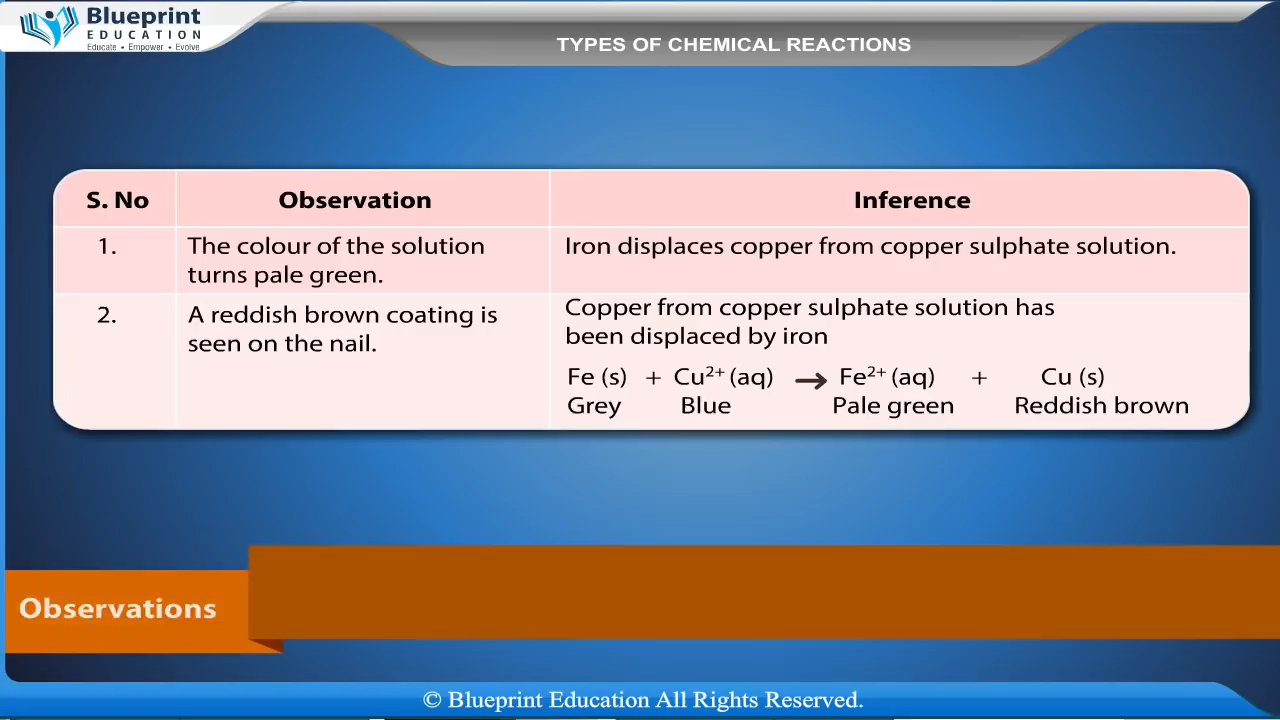 Blueprint
EDUCATION
Educate • Empower • Evolve
TYPES OF CHEMICAL REACTIONS
S. No Observation Inference
1. The colour of the solution turns pale green. Iron displaces copper from copper sulphate solution.
2. A reddish brown coating is seen on the nail. Copper from copper sulphate solution has been displaced by iron
Fe (s) + Cu²⁺ (aq) → Fe²⁺ (aq) + Cu (s)
Grey Blue Pale green Reddish brown
Observations
© Blueprint Education All Rights Reserved.